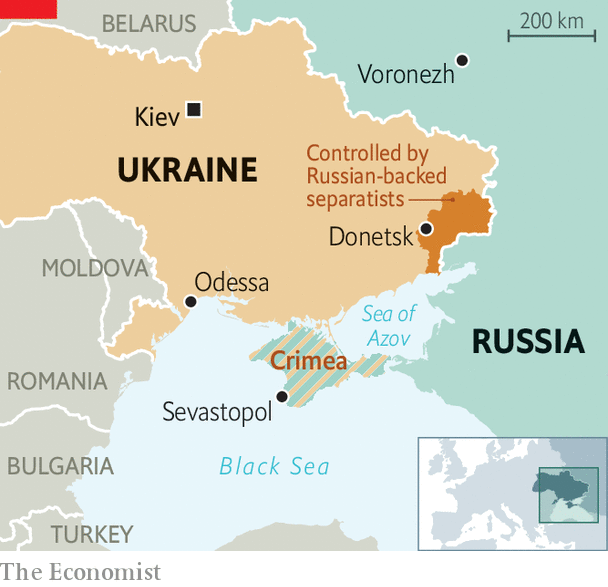 BELARUS
200 km
Voronezh
Kiev
UKRAINE
Controlled by
Russian-backed
separatists
Donetsk
MOLDOVA
Odessa
Sea of
Azov
RUSSIA
Crimea
ROMANIA
Sevastopol
BULGARIA
Black Sea
TURKEY
The Economist